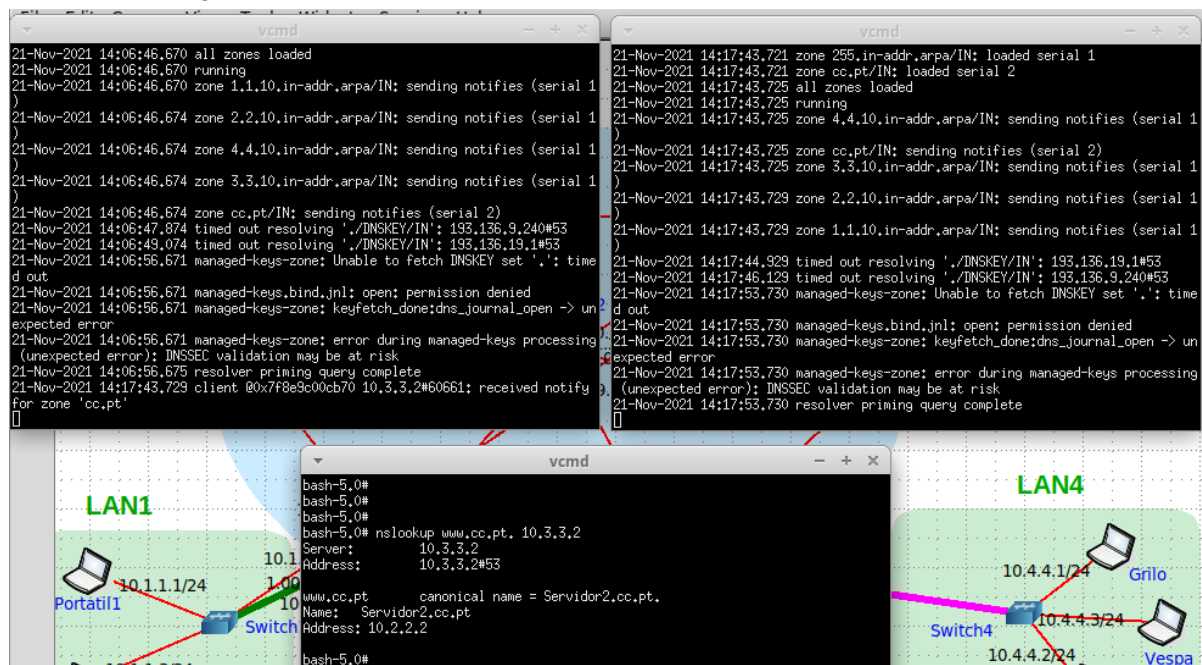 vcmd
21-Nov-2021 14:06:46.670 all zones loaded
21-Nov-2021 14:06:46.670 running
21-Nov-2021 14:06:46.670 zone 1.1.10.in-addr.arpa/IN: sending notifies (serial 1
)
21-Nov-2021 14:06:46.674 zone 2.2.10.in-addr.arpa/IN: sending notifies (serial 1
)
21-Nov-2021 14:06:46.674 zone 4.4.10.in-addr.arpa/IN: sending notifies (serial 1
)
21-Nov-2021 14:06:46.674 zone 3.3.10.in-addr.arpa/IN: sending notifies (serial 1
)
21-Nov-2021 14:06:46.674 zone cc.pt/IN: sending notifies (serial 2)
21-Nov-2021 14:06:47.874 timed out resolving './DNSKEY/IN': 193.136.9.240#53
21-Nov-2021 14:06:49.074 timed out resolving './DNSKEY/IN': 193.136.19.1#53
21-Nov-2021 14:06:56.671 managed-keys-zone: Unable to fetch DNSKEY set '.': time
d out
21-Nov-2021 14:06:56.671 managed-keys.bind.jnl: open: permission denied
21-Nov-2021 14:06:56.671 managed-keys-zone: keyfetch_done:dns_journal_open -> un
expected error
21-Nov-2021 14:06:56.671 managed-keys-zone: error during managed-keys processing
(unexpected error): DNSSEC validation may be at risk
21-Nov-2021 14:06:56.675 resolver priming query complete
21-Nov-2021 14:17:43.729 client @0x7f8e9c00cb70 10.3.3.2#60661: received notify
for zone 'cc.pt'
vcmd
21-Nov-2021 14:17:43.721 zone 255.in-addr.arpa/IN: loaded serial 1
21-Nov-2021 14:17:43.721 zone cc.pt/IN: loaded serial 2
21-Nov-2021 14:17:43.725 all zones loaded
21-Nov-2021 14:17:43.725 running
21-Nov-2021 14:17:43.725 zone 4.4.10.in-addr.arpa/IN: sending notifies (serial 1
)
21-Nov-2021 14:17:43.725 zone cc.pt/IN: sending notifies (serial 2)
21-Nov-2021 14:17:43.725 zone 3.3.10.in-addr.arpa/IN: sending notifies (serial 1
)
21-Nov-2021 14:17:43.729 zone 2.2.10.in-addr.arpa/IN: sending notifies (serial 1
)
21-Nov-2021 14:17:43.729 zone 1.1.10.in-addr.arpa/IN: sending notifies (serial 1
)
21-Nov-2021 14:17:44.929 timed out resolving './DNSKEY/IN': 193.136.19.1#53
21-Nov-2021 14:17:46.129 timed out resolving './DNSKEY/IN': 193.136.9.240#53
21-Nov-2021 14:17:53.730 managed-keys-zone: Unable to fetch DNSKEY set '.': time
d out
21-Nov-2021 14:17:53.730 managed-keys.bind.jnl: open: permission denied
21-Nov-2021 14:17:53.730 managed-keys-zone: keyfetch_done:dns_journal_open -> un
expected error
21-Nov-2021 14:17:53.730 managed-keys-zone: error during managed-keys processing
(unexpected error): DNSSEC validation may be at risk
21-Nov-2021 14:17:53.730 resolver priming query complete
vcmd
bash-5.0#
bash-5.0#
bash-5.0#
bash-5.0# nslookup www.cc.pt. 10.3.3.2
Server: 10.3.3.2
Address: 10.3.3.2#53
www.cc.pt canonical name = Servidor2.cc.pt.
Name: Servidor2.cc.pt
Address: 10.2.2.2
bash-5.0#
LAN1
10.1
10.1.1.1/24
1.00
10
Portatil1
Switch
LAN4
10.4.4.1/24
Grilo
10.4.4.3/24
Switch4
10.4.4.2/24
Vespa